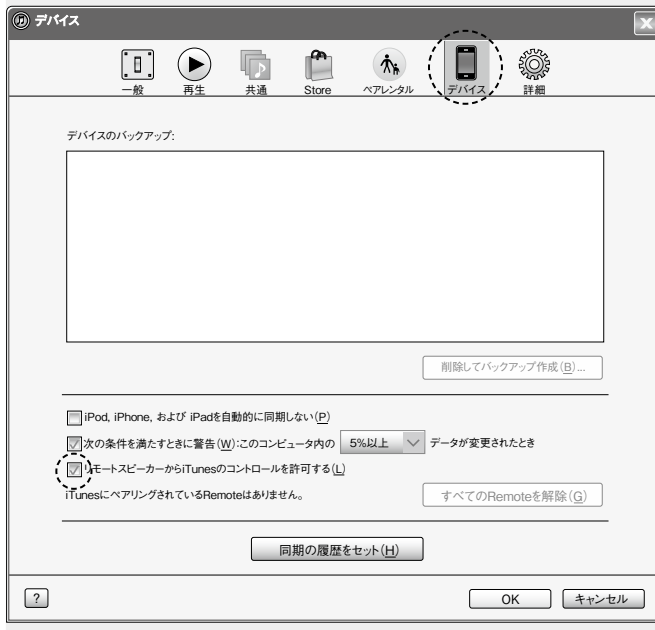 デバイス
一般 再生 共通 Store ペアレンタル デバイス 詳細
デバイスのバックアップ:
削除してバックアップ作成(B)...
iPod, iPhone, および iPadを自動的に同期しない(P)
次の条件を満たすときに警告(W):このコンピュータ内の 5%以上 データが変更されたとき
リモートスピーカーからiTunesのコントロールを許可する(L)
iTunesにペアリングされているRemoteはありません。 すべてのRemoteを解除(G)
同期の履歴をセット(H)
? OK キャンセル